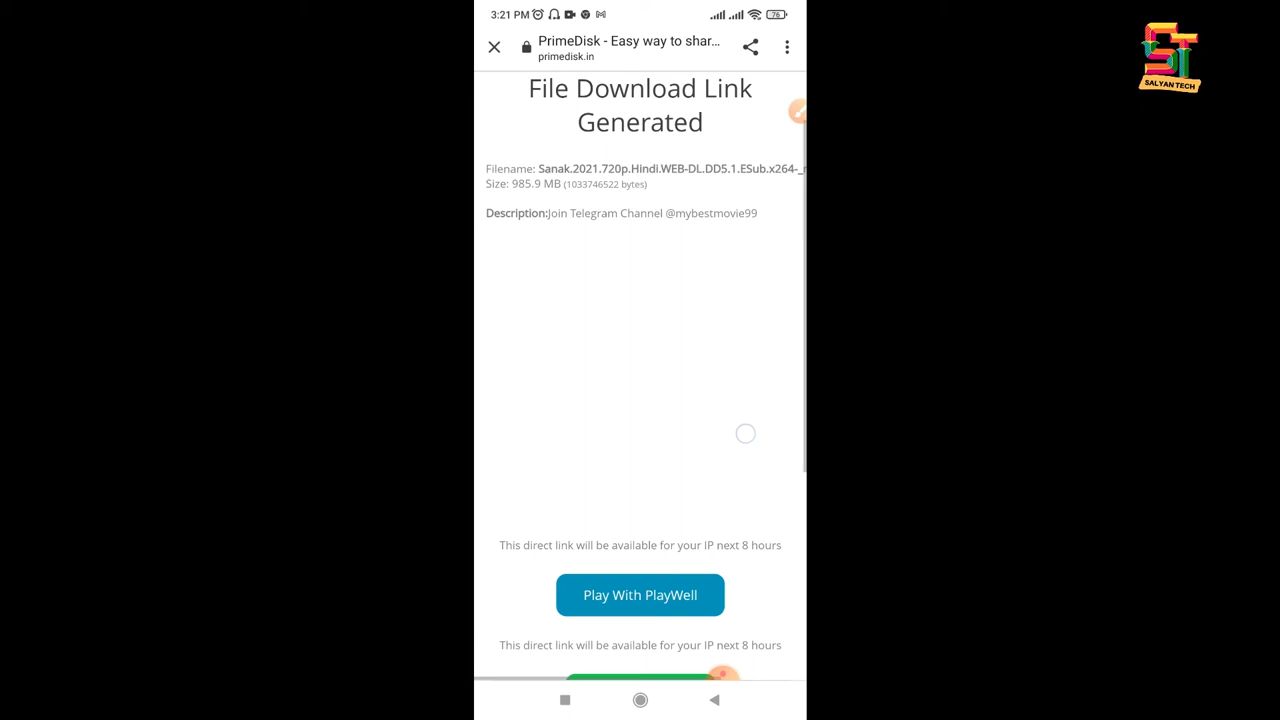 3:21 PM
76
PrimeDisk - Easy way to shar...
primedisk.in
ST
SALYAN TECH
File Download Link
Generated
Filename: Sanak.2021.720p.Hindi.WEB-DL.DD5.1.ESub.x264-_
Size: 985.9 MB (1033746522 bytes)
Description:Join Telegram Channel @mybestmovie99
This direct link will be available for your IP next 8 hours
Play With PlayWell
This direct link will be available for your IP next 8 hours